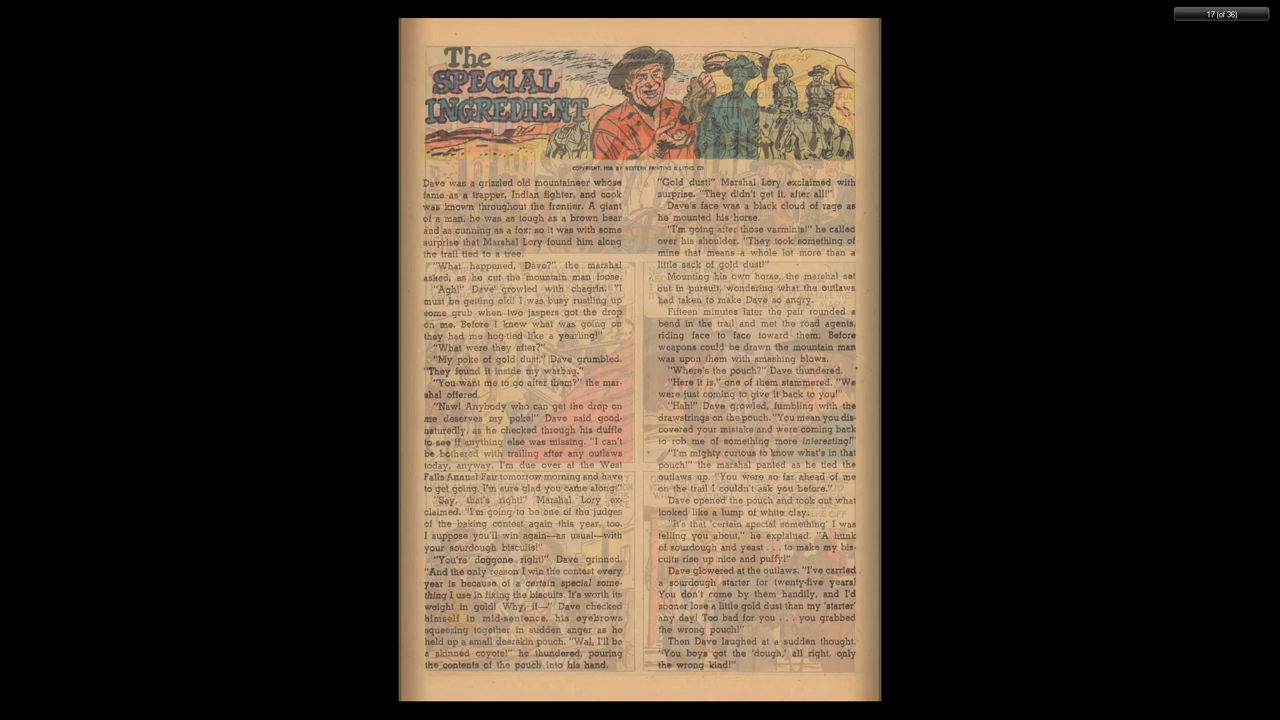 17 (of 36)
The
SPECIAL
INGREDIENT
COPYRIGHT, 1956, BY WESTERN PRINTING & LITHO. CO.
Dave was a grizzled old mountaineer whose
fame as a trapper, Indian fighter, and cook
was known throughout the frontier. A giant
of a man, he was as tough as a brown bear
and as cunning as a fox; so it was with some
surprise that Marshal Lory found him along
the trail tied to a tree.
"What happened, Dave?" the marshal
asked, as he cut the mountain man loose.
"Agh!" Dave growled with chagrin. "I
must be getting old! I was busy rustling up
some grub when two jaspers got the drop
on me. Before I knew what was going on
they had me hog-tied like a yearling!"
"What were they after?"
"My poke of gold dust," Dave grumbled.
"They found it inside my warbag."
"You want me to go after them?" the mar-
shal offered.
"Naw! Anybody who can get the drop on
me deserves my poke!" Dave said good-
naturedly, as he checked through his duffle
to see if anything else was missing. "I can't
be bothered with trailing after any outlaws
today, anyway. I'm due over at the West
Falls Annual Fair tomorrow morning and have
to get going. I'm sure glad you came along!"
"Say, that's right!" Marshal Lory ex-
claimed. "I'm going to be one of the judges
of the baking contest again this year, too.
I suppose you'll win again—as usual—with
your sourdough biscuits!"
"You're doggone right!" Dave grinned.
"And the only reason I win the contest every
year is because of a certain special some-
thing I use in fixing the biscuits. It's worth its
weight in gold! Why, if—" Dave checked
himself in mid-sentence, his eyebrows
squeezing together in sudden anger as he
held up a small deerskin pouch. "Wal, I'll be
a skinned coyote!" he thundered, pouring
the contents of the pouch into his hand.
"Gold dust!" Marshal Lory exclaimed with
surprise. "They didn't get it, after all!"
Dave's face was a black cloud of rage as
he mounted his horse.
"I'm going after those varmints!" he called
over his shoulder. "They took something of
mine that means a whole lot more than a
little sack of gold dust!"
Mounting his own horse, the marshal set
out in pursuit, wondering what the outlaws
had taken to make Dave so angry.
Fifteen minutes later the pair rounded a
bend in the trail and met the road agents,
riding face to face toward them. Before
weapons could be drawn the mountain man
was upon them with smashing blows.
"Where's the pouch?" Dave thundered.
"Here it is," one of them stammered. "We
were just coming to give it back to you!"
"Hah!" Dave growled, fumbling with the
drawstrings on the pouch. "You mean you dis-
covered your mistake and were coming back
to rob me of something more interesting!"
"I'm mighty curious to know what's in that
pouch!" the marshal panted as he tied the
outlaws up. "You were so far ahead of me
on the trail I couldn't ask you before."
Dave opened the pouch and took out what
looked like a lump of white clay.
"It's that 'certain special something' I was
telling you about," he explained. "A hunk
of sourdough and yeast . . . to make my bis-
cuits rise up nice and puffy!"
Dave glowered at the outlaws. "I've carried
a sourdough starter for twenty-five years!
You don't come by them handily, and I'd
sooner lose a little gold dust than my 'starter'
any day! Too bad for you . . . you grabbed
the wrong pouch!"
Then Dave laughed at a sudden thought.
"You boys got the 'dough,' all right, only
the wrong kind!"